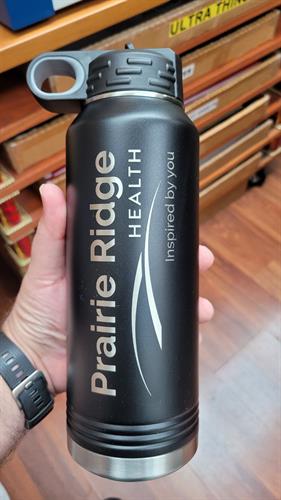 ULTRA THIN
Prairie Ridge
HEALTH
Inspired by you